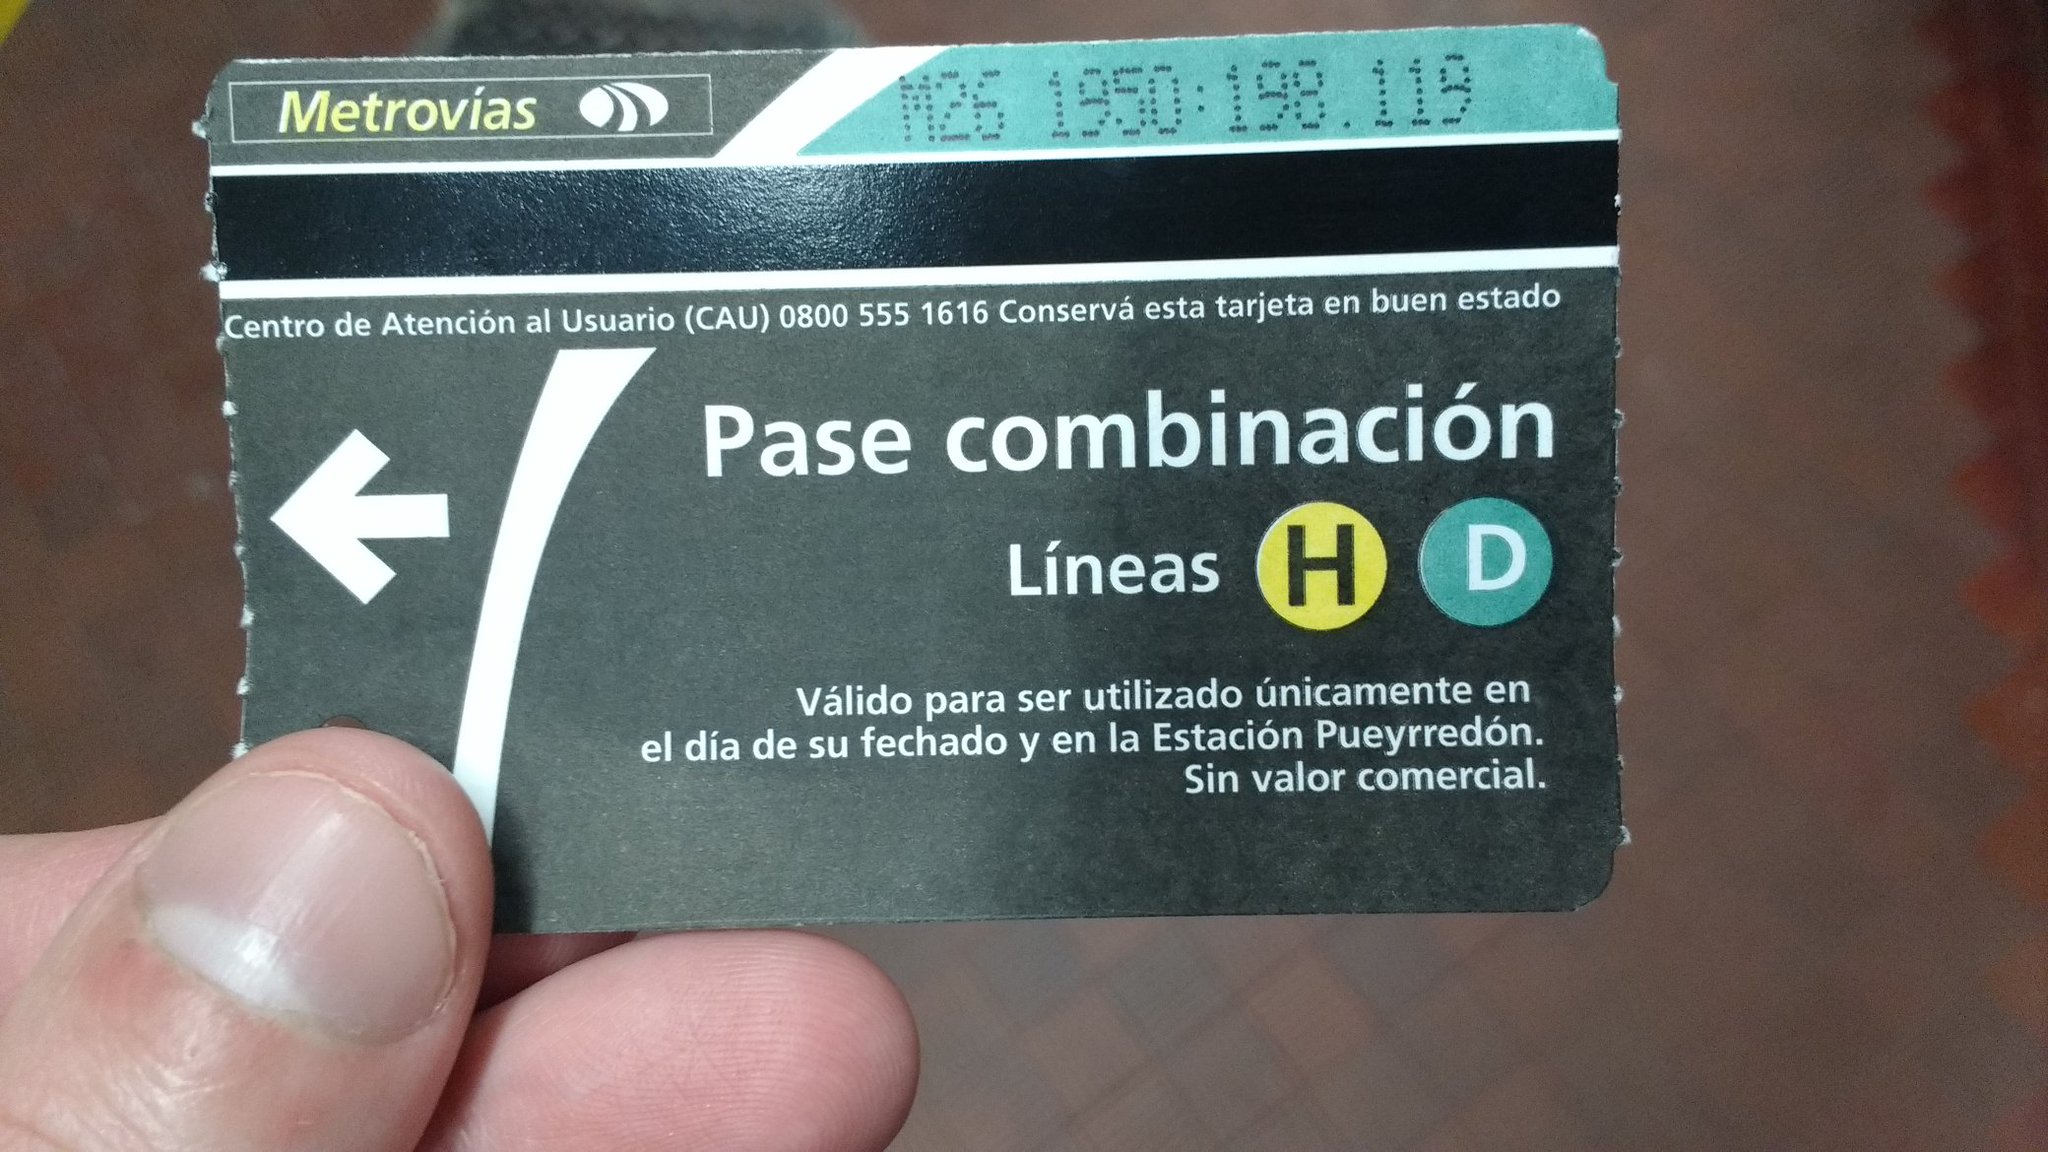 Metrovías
M26 1950:198.119
Centro de Atención al Usuario (CAU) 0800 555 1616 Conservá esta tarjeta en buen estado
Pase combinación
Líneas H D
Válido para ser utilizado únicamente en
el día de su fechado y en la Estación Pueyrredón.
Sin valor comercial.